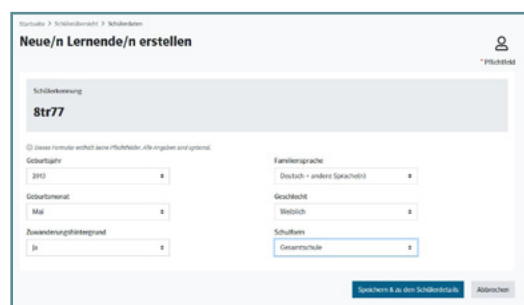 Startseite > Schülerübersicht > Schülerdaten
Neue/n Lernende/n erstellen
* Pflichtfeld
Schülerkennung
8tr77
Dieses Formular enthält keine Pflichtfelder. Alle Angaben sind optional.
Geburtsjahr
Familiensprache
2013
Deutsch + andere Sprache(n)
Geburtsmonat
Geschlecht
Mai
Weiblich
Zuwanderungshintergrund
Schulform
Ja
Gesamtschule
Speichern & zu den Schülerdetails
Abbrechen